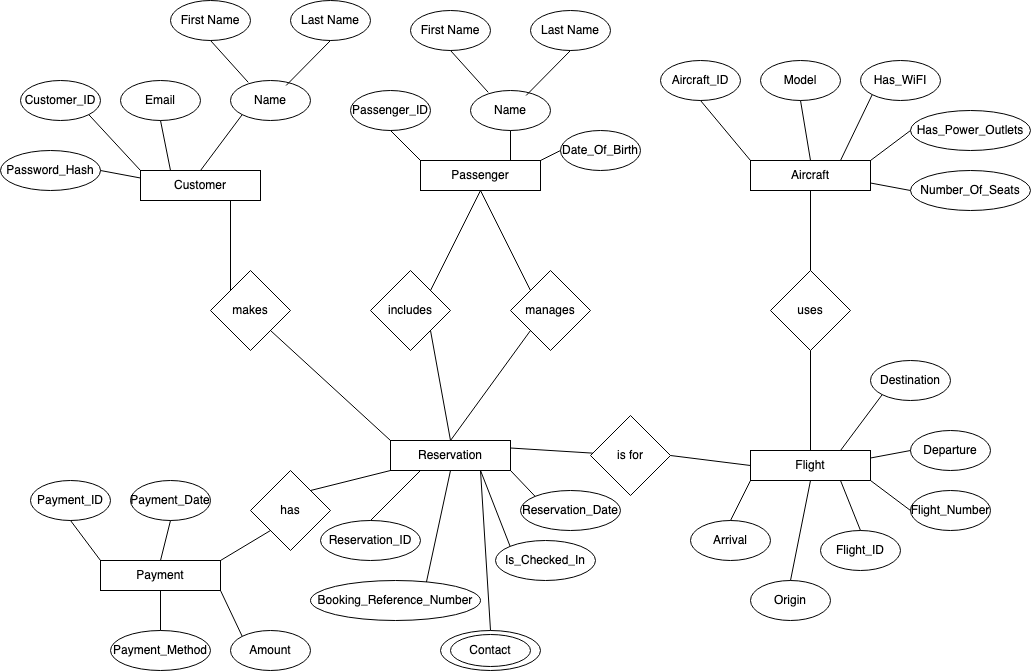 First Name
Last Name
First Name
Last Name
Customer_ID
Email
Name
Passenger_ID
Name
Aircraft_ID
Model
Has_WiFI
Has_Power_Outlets
Date_Of_Birth
Password_Hash
Customer
Passenger
Aircraft
Number_Of_Seats
makes
includes
manages
uses
Destination
Reservation
is for
Flight
Departure
Payment_ID
Payment_Date
has
Reservation_Date
Flight_Number
Reservation_ID
Arrival
Flight_ID
Is_Checked_In
Payment
Booking_Reference_Number
Origin
Payment_Method
Amount
Contact